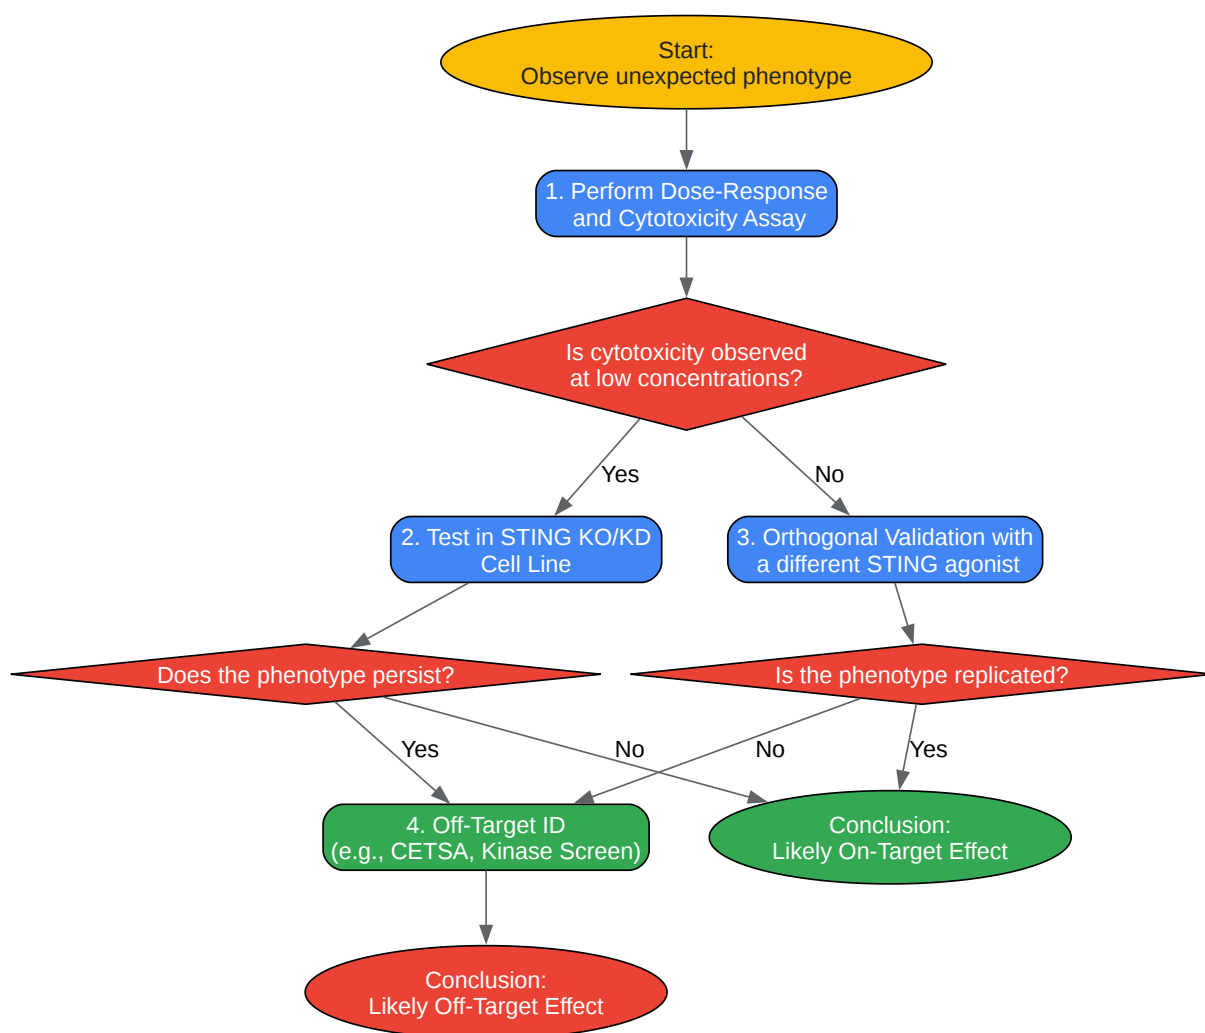 Start:
Observe unexpected phenotype
1. Perform Dose-Response
and Cytotoxicity Assay
Is cytotoxicity observed
at low concentrations?
Yes
No
2. Test in STING KO/KD
Cell Line
3. Orthogonal Validation with
a different STING agonist
Does the phenotype persist?
Is the phenotype replicated?
Yes
No
No
Yes
4. Off-Target ID
(e.g., CETSA, Kinase Screen)
Conclusion:
Likely On-Target Effect
Conclusion:
Likely Off-Target Effect